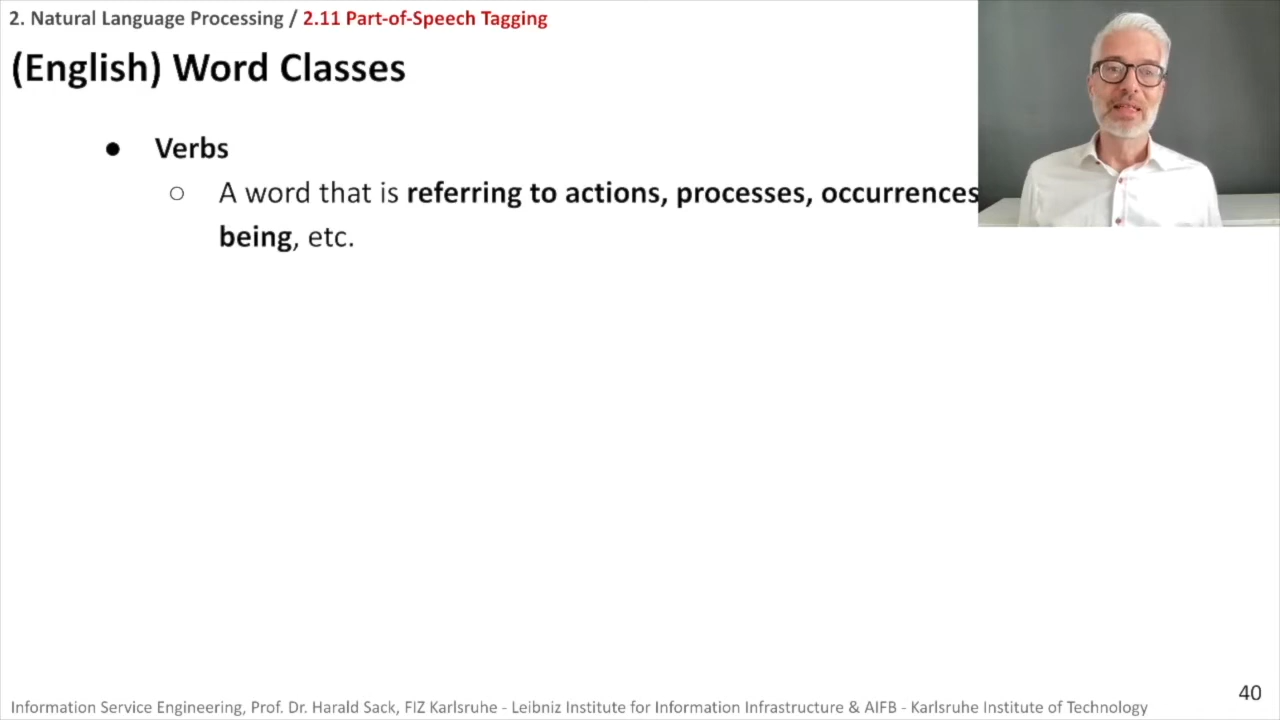 2. Natural Language Processing / 2.11 Part-of-Speech Tagging
(English) Word Classes
● Verbs
○ A word that is referring to actions, processes, occurrences
being, etc.
40
Information Service Engineering, Prof. Dr. Harald Sack, FIZ Karlsruhe - Leibniz Institute for Information Infrastructure & AIFB - Karlsruhe Institute of Technology